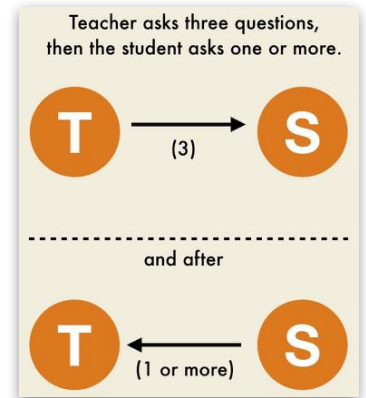 Teacher asks three questions,
then the student asks one or more.
T
S
(3)
and after
T
S
(1 or more)